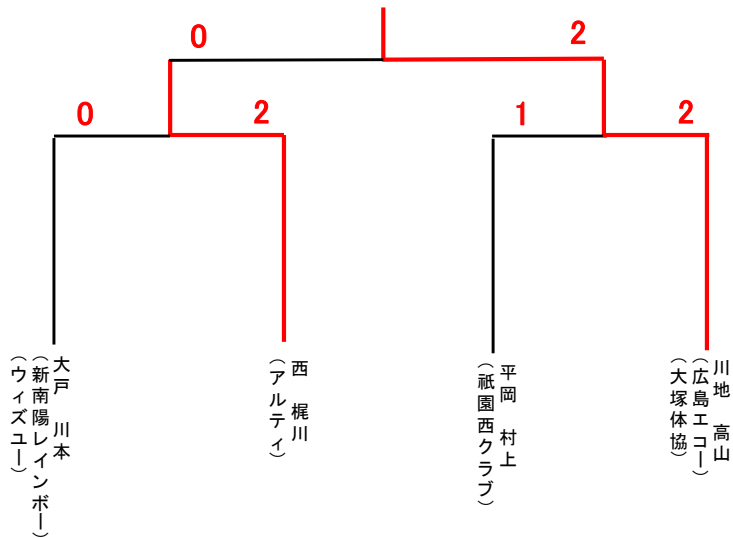 0
2
0
2
1
2
大戸 川本
(新南陽レインボー)
(ウィズユー)
西 梶川
(アルティ)
平岡 村上
(祇園西クラブ)
川地 高山
(広島エコー)
(大塚体協)